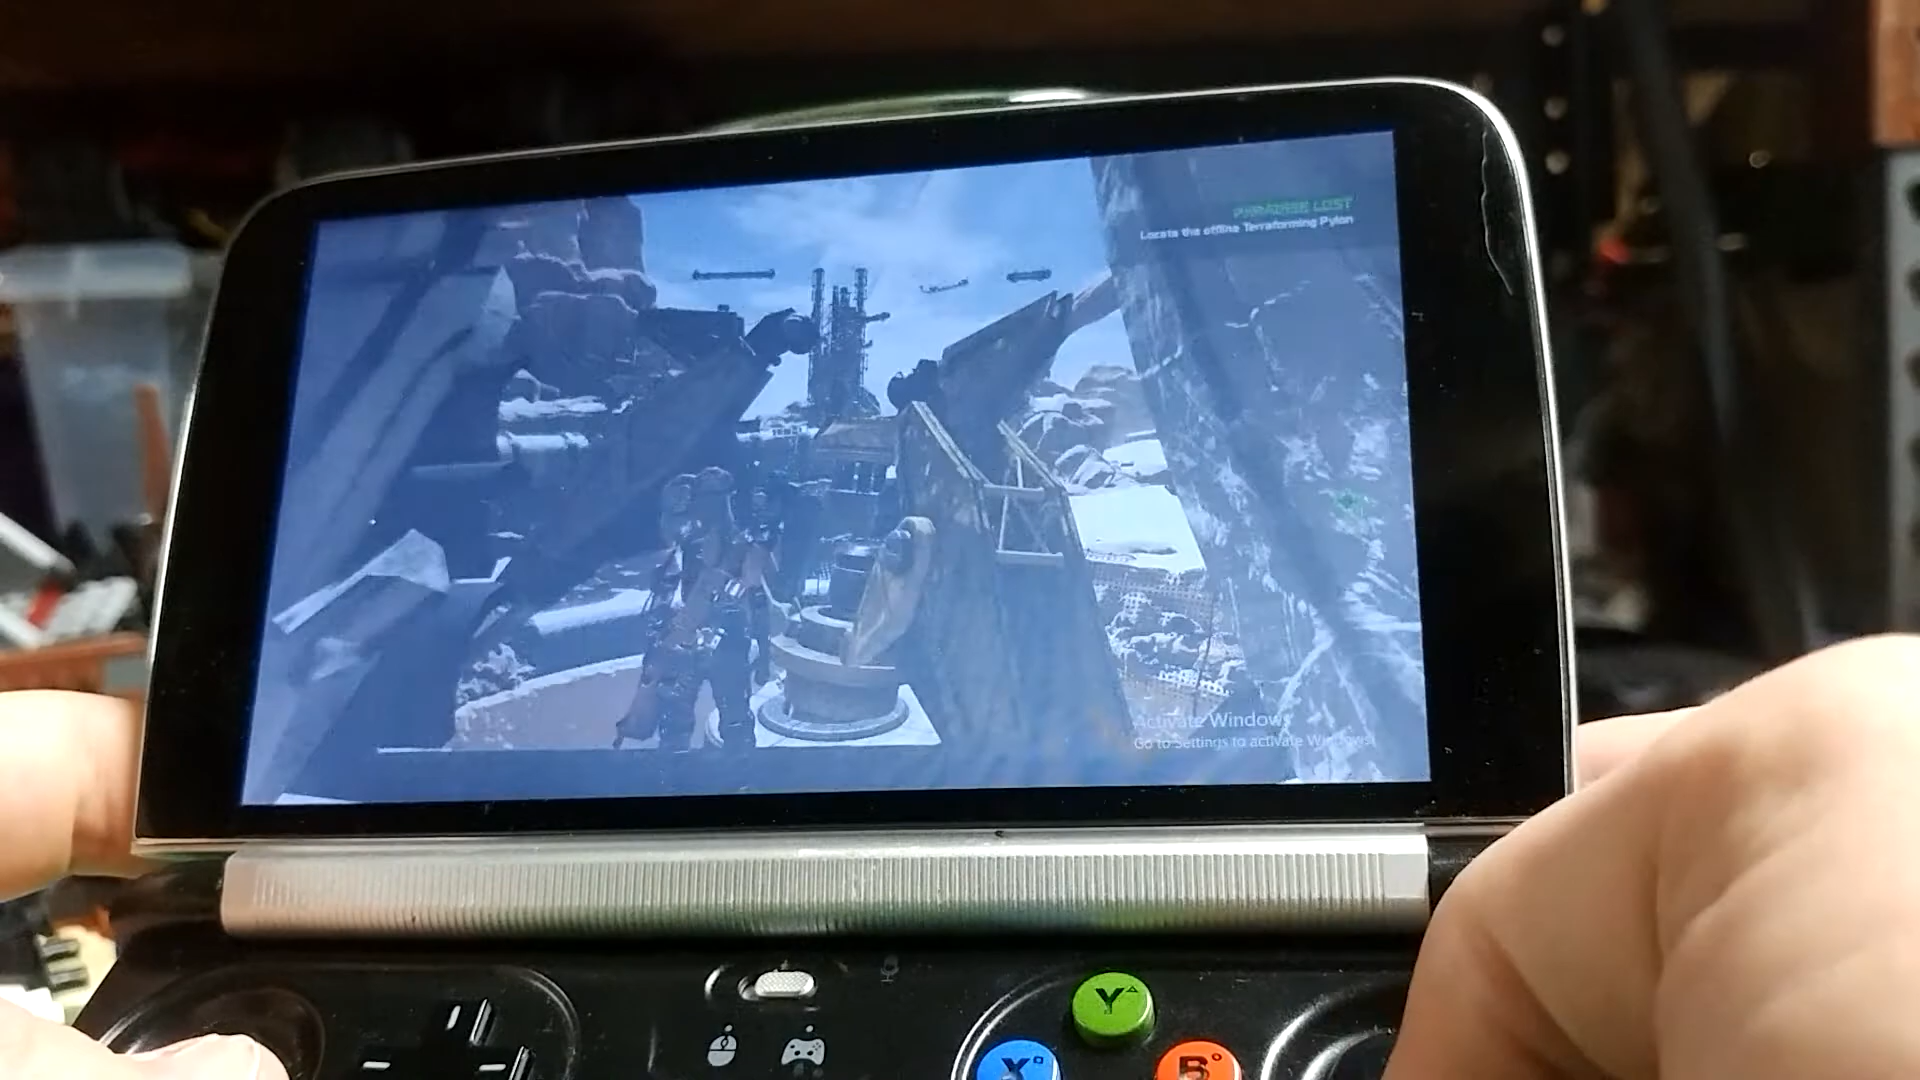 PARADISE LOST
Locate the offline Terraforming Pylon
Activate Windows
Go to Settings to activate Windows.
Y
X
B